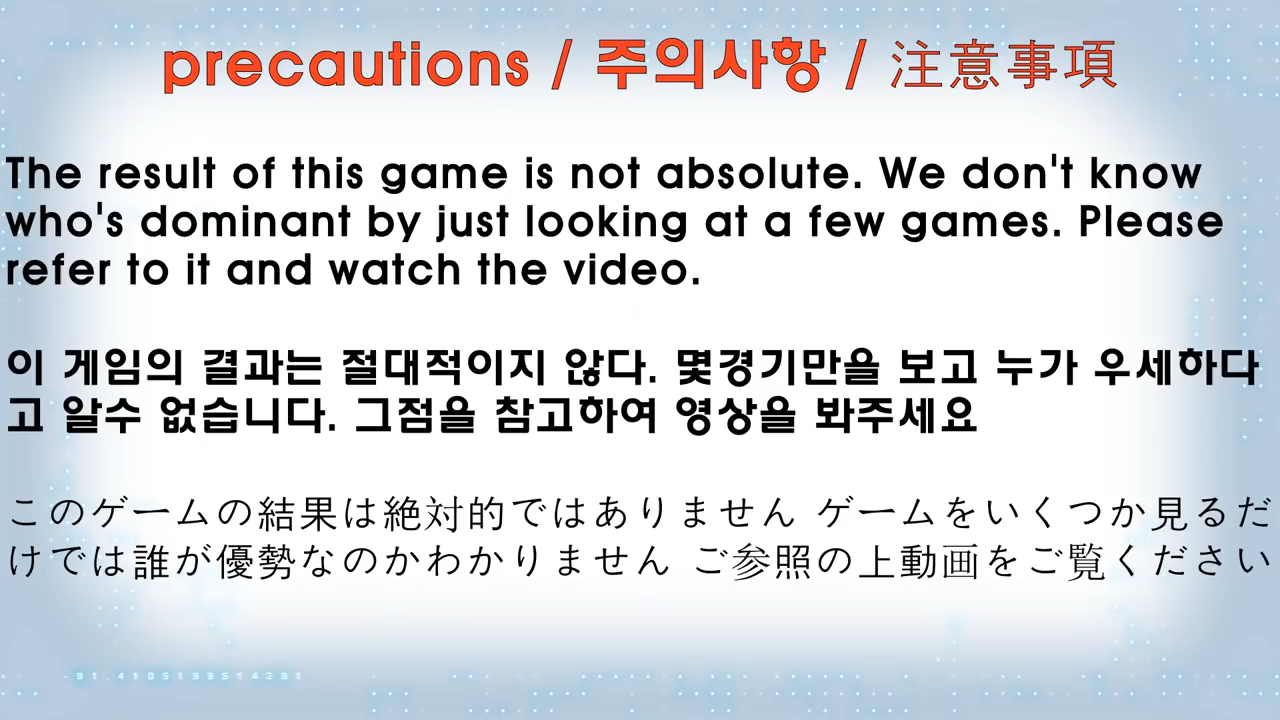 precautions / 주의사항 / 注意事項
The result of this game is not absolute. We don't know
who's dominant by just looking at a few games. Please
refer to it and watch the video.
이 게임의 결과는 절대적이지 않다. 몇경기만을 보고 누가 우세하다
고 알수 없습니다. 그점을 참고하여 영상을 봐주세요
このゲームの結果は絶対的ではありません ゲームをいくつか見るだ
けでは誰が優勢なのかわかりません ご参照の上動画をご覧ください